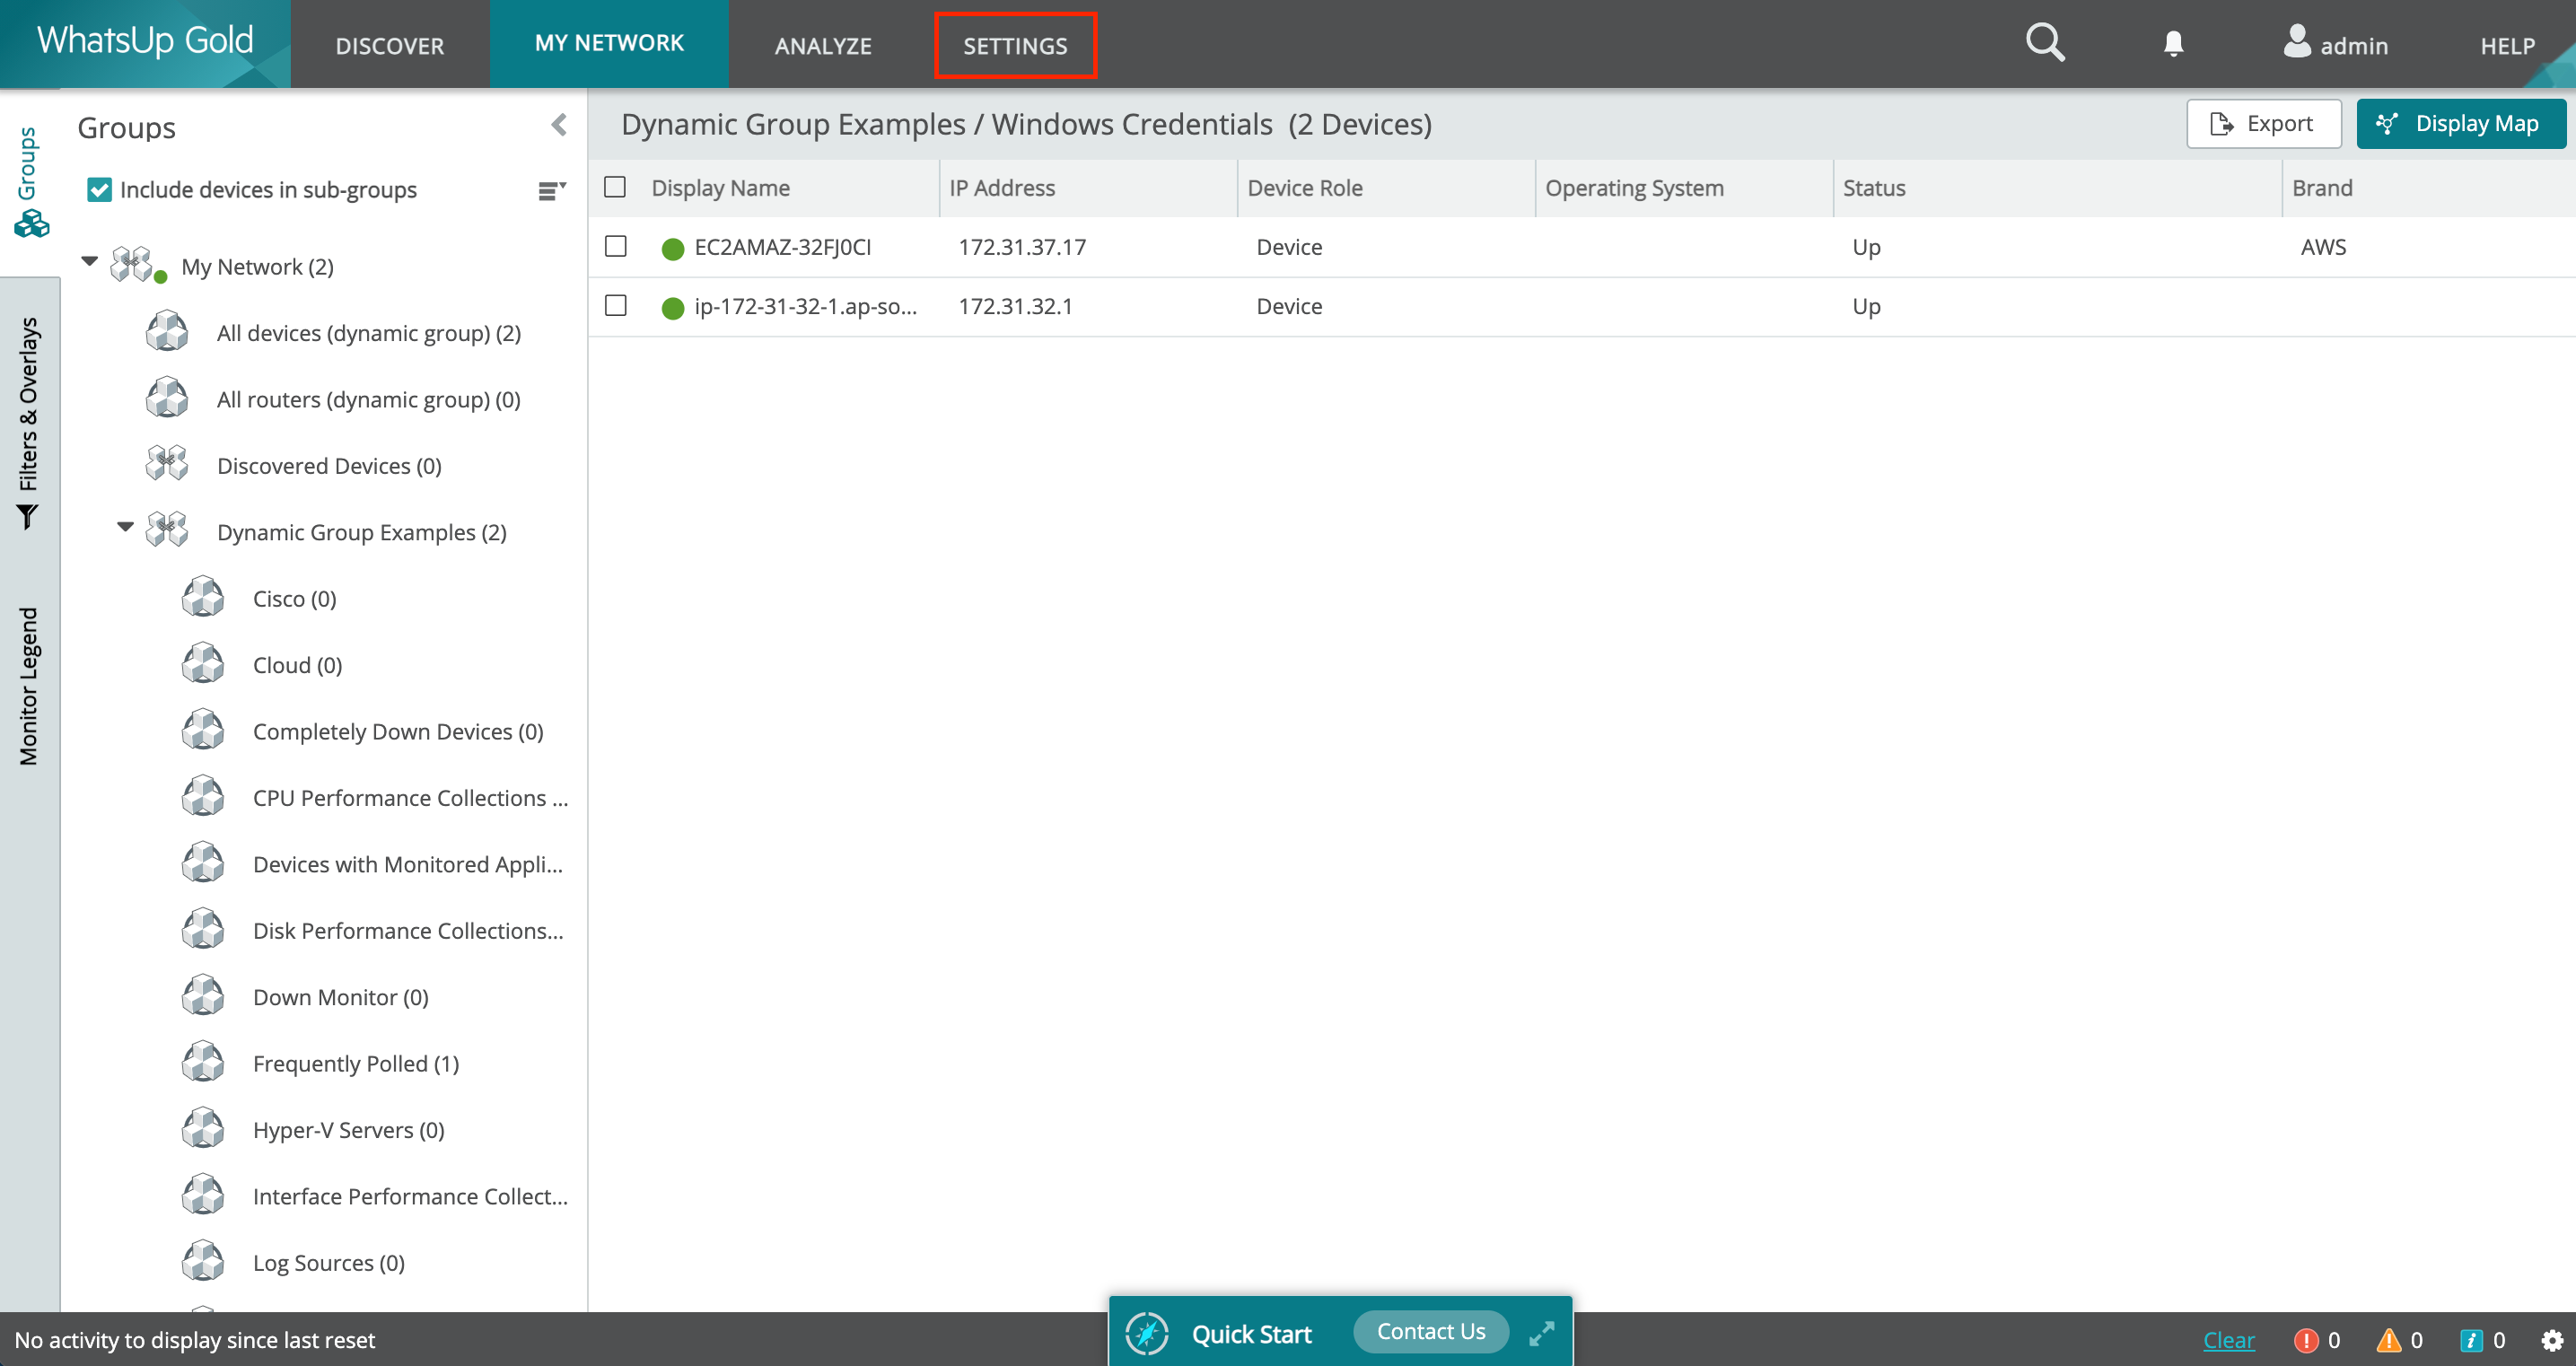 WhatsUp Gold
DISCOVER
MY NETWORK
ANALYZE
SETTINGS
admin
HELP
Groups
Filters & Overlays
Monitor Legend
Groups
Include devices in sub-groups
My Network (2)
All devices (dynamic group) (2)
All routers (dynamic group) (0)
Discovered Devices (0)
Dynamic Group Examples (2)
Cisco (0)
Cloud (0)
Completely Down Devices (0)
CPU Performance Collections ...
Devices with Monitored Appli...
Disk Performance Collections...
Down Monitor (0)
Frequently Polled (1)
Hyper-V Servers (0)
Interface Performance Collect...
Log Sources (0)
Dynamic Group Examples / Windows Credentials (2 Devices)
Export
Display Map
Display Name IP Address Device Role Operating System Status Brand
EC2AMAZ-32FJ0CI 172.31.37.17 Device Up AWS
ip-172-31-32-1.ap-so... 172.31.32.1 Device Up
No activity to display since last reset
Quick Start
Contact Us
Clear
0
0
0